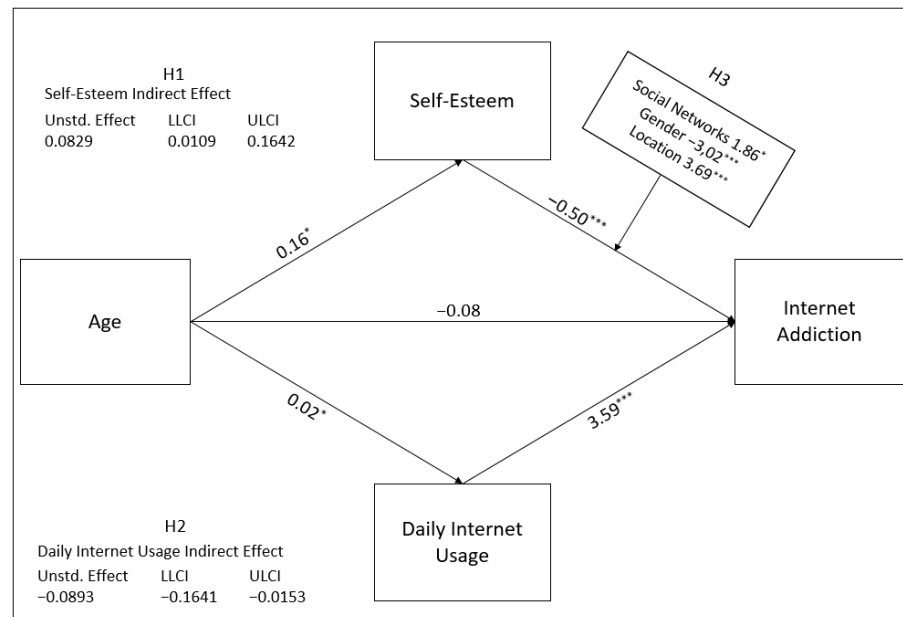 H1
Self-Esteem Indirect Effect
Unstd. Effect LLCI ULCI
0.0829 0.0109 0.1642
Self-Esteem
H3
Social Networks 1.86*
Gender −3,02***
Location 3.69***
0.16*
−0.50***
Age
−0.08
Internet
Addiction
0.02*
3.59***
Daily Internet
Usage
H2
Daily Internet Usage Indirect Effect
Unstd. Effect LLCI ULCI
−0.0893 −0.1641 −0.0153